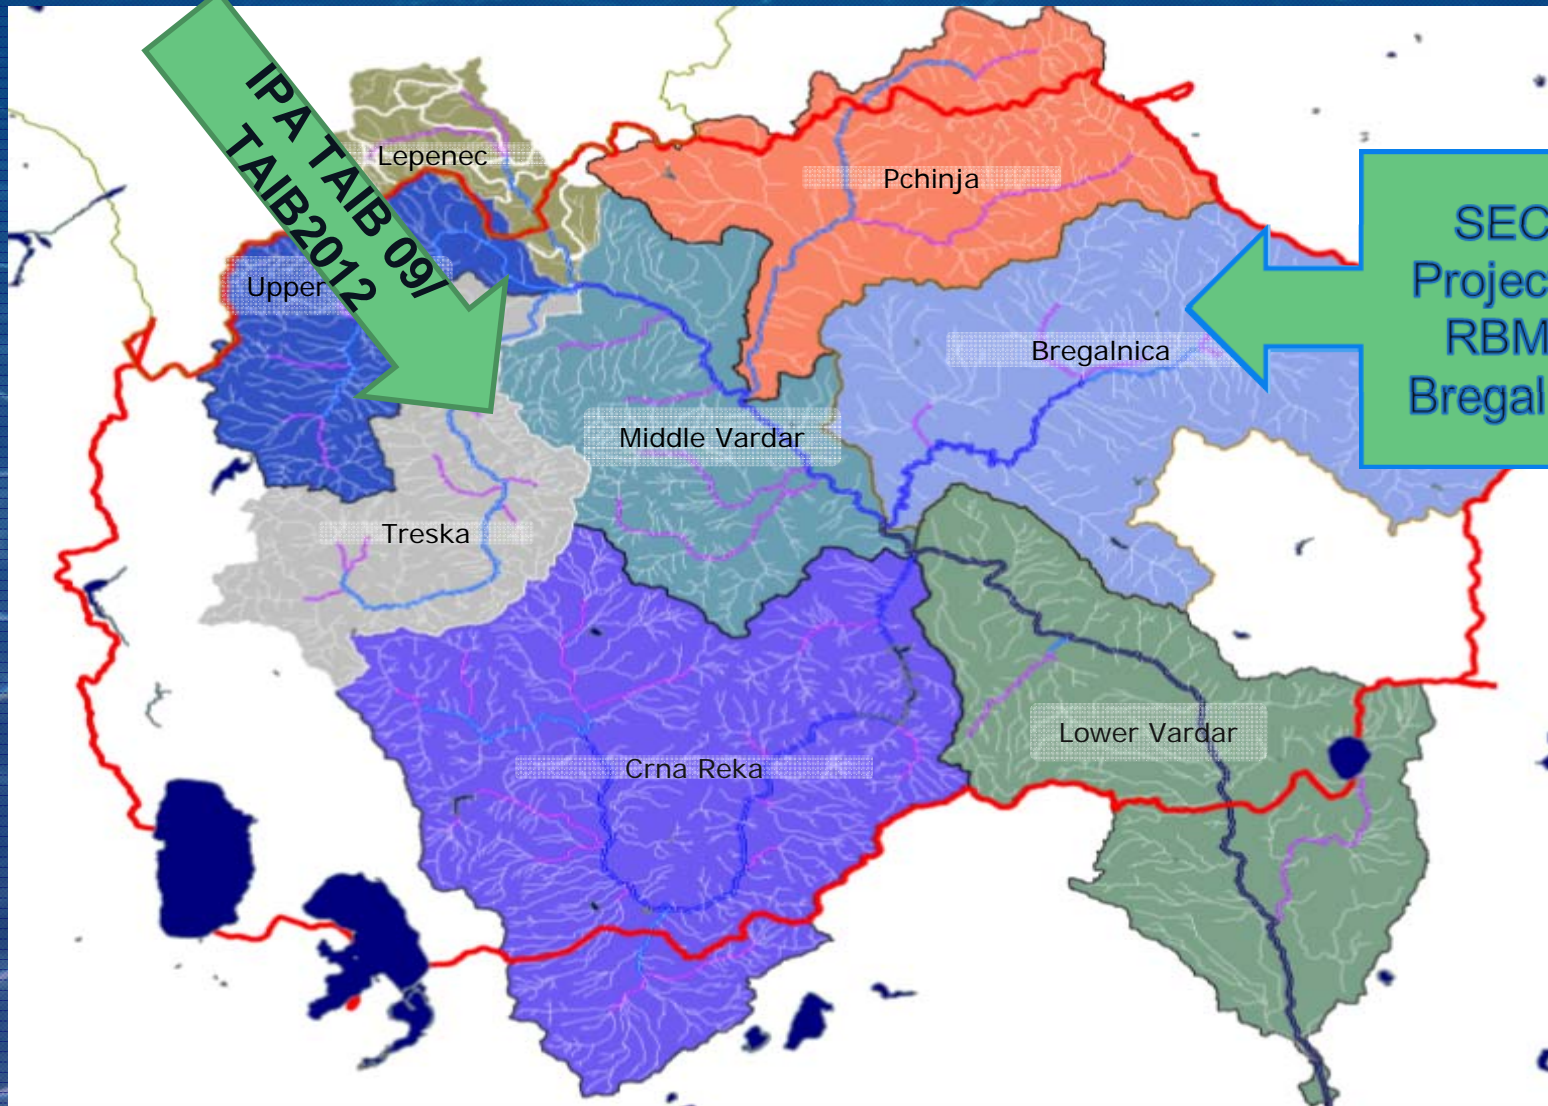 IPA TAIB 09/
TAIB2012
Lepenec
Pchinja
Upper
SEC
Projec
RBM
Bregal
Bregalnica
Middle Vardar
Treska
Lower Vardar
Crna Reka